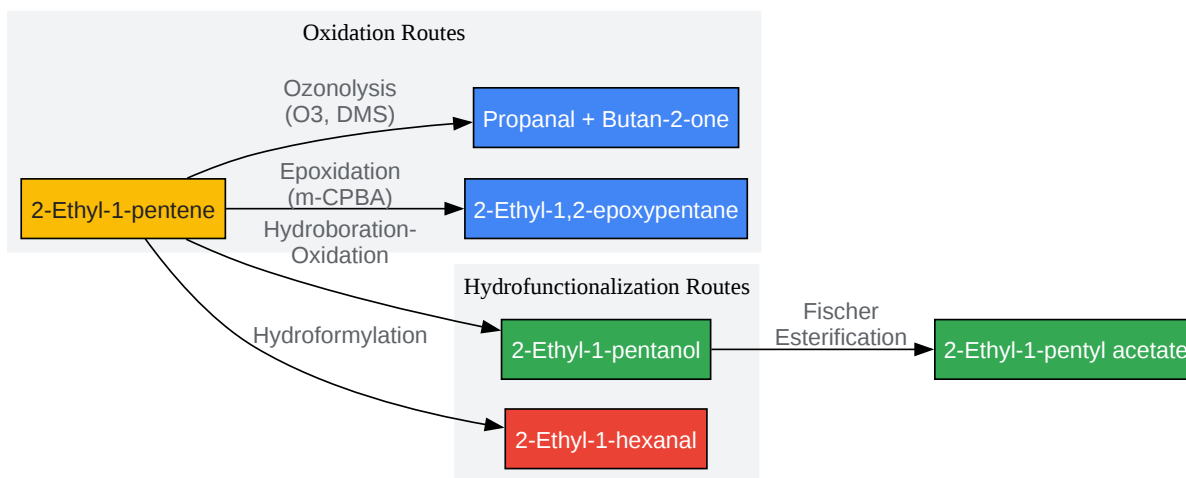 Oxidation Routes
Ozonolysis
(O3, DMS)
Propanal + Butan-2-one
Epoxidation
(m-CPBA)
2-Ethyl-1-pentene
2-Ethyl-1,2-epoxypentane
Hydroboration-
Oxidation
Hydrofunctionalization Routes
Hydroformylation
2-Ethyl-1-pentanol
Fischer
Esterification
2-Ethyl-1-pentyl acetate
2-Ethyl-1-hexanal